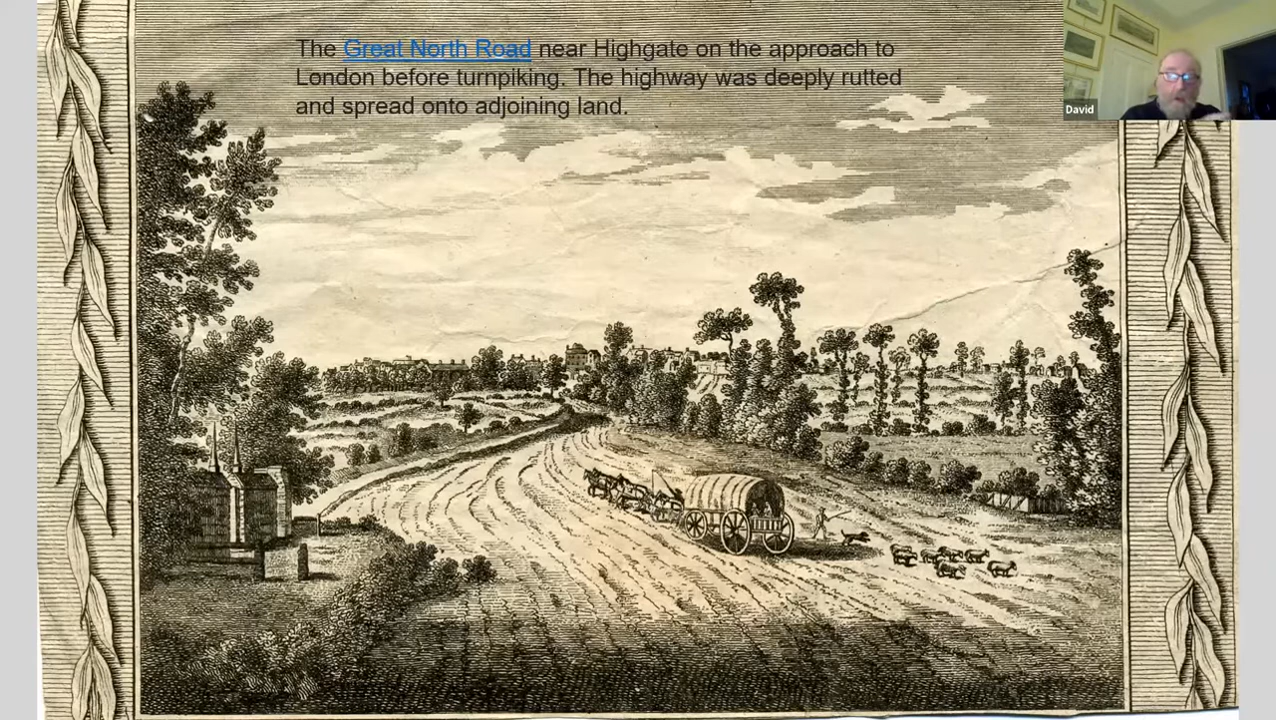 The Great North Road near Highgate on the approach to
London before turnpiking. The highway was deeply rutted
and spread onto adjoining land.
David